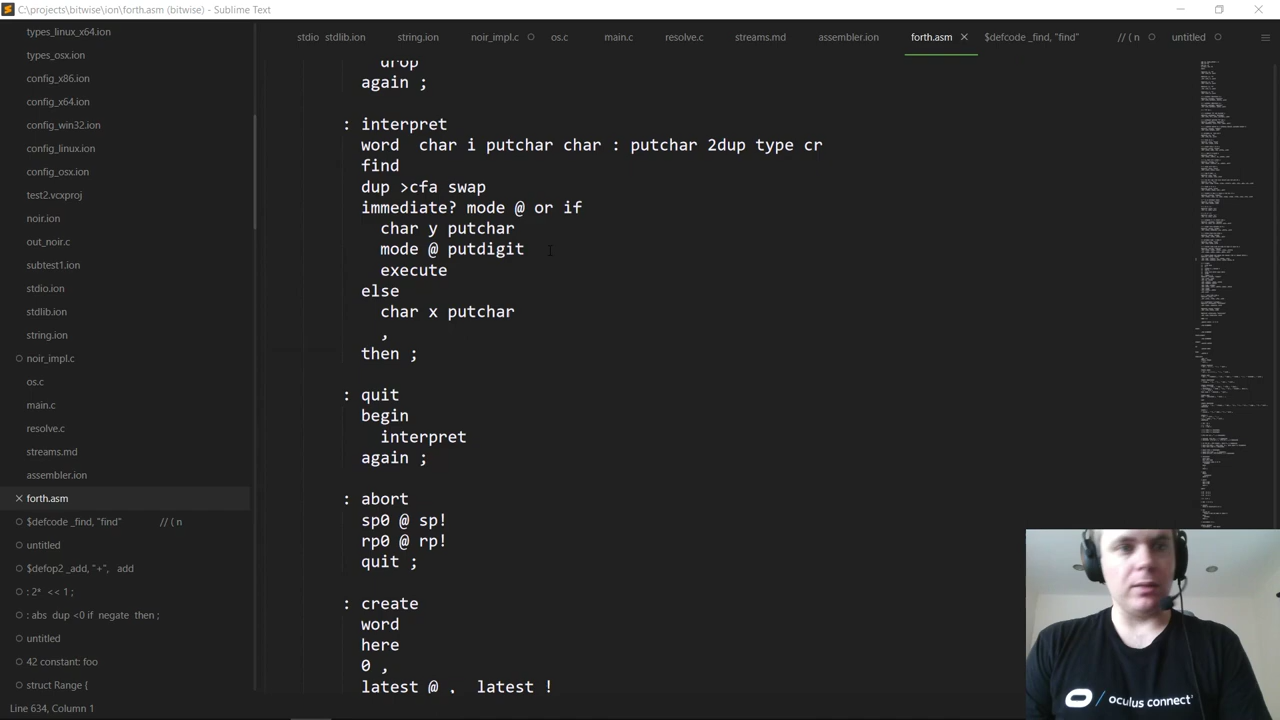 C:\projects\bitwise\ion\forth.asm (bitwise) - Sublime Text
stdio stdlib.ion string.ion noir_impl.c os.c main.c resolve.c streams.md assembler.ion forth.asm $defcode _find, "find" // ( n untitled
types_linux_x64.ion
types_osx.ion
config_x86.ion
config_x64.ion
config_win32.ion
config_linux.ion
config_osx.ion
test2.vcxproj
noir.ion
out_noir.c
subtest1.ion
stdio.ion
stdlib.ion
string.ion
noir_impl.c
os.c
main.c
resolve.c
streams.md
assembler.ion
forth.asm
$defcode _find, "find" // ( n
untitled
$defop2 _add, "+", add
: 2* << 1 ;
: abs dup <0 if negate then ;
untitled
42 constant: foo
struct Range {
drop
again ;
: interpret
word char i putchar char : putchar 2dup type cr
find
dup >cfa swap
immediate? mode @ or if
char y putchar
mode @ putdigit
execute
else
char x putchar
,
then ;
: quit
begin
interpret
again ;
: abort
sp0 @ sp!
rp0 @ rp!
quit ;
: create
word
here
0 ,
latest @ , latest !
Line 634, Column 1
/ oculus connect